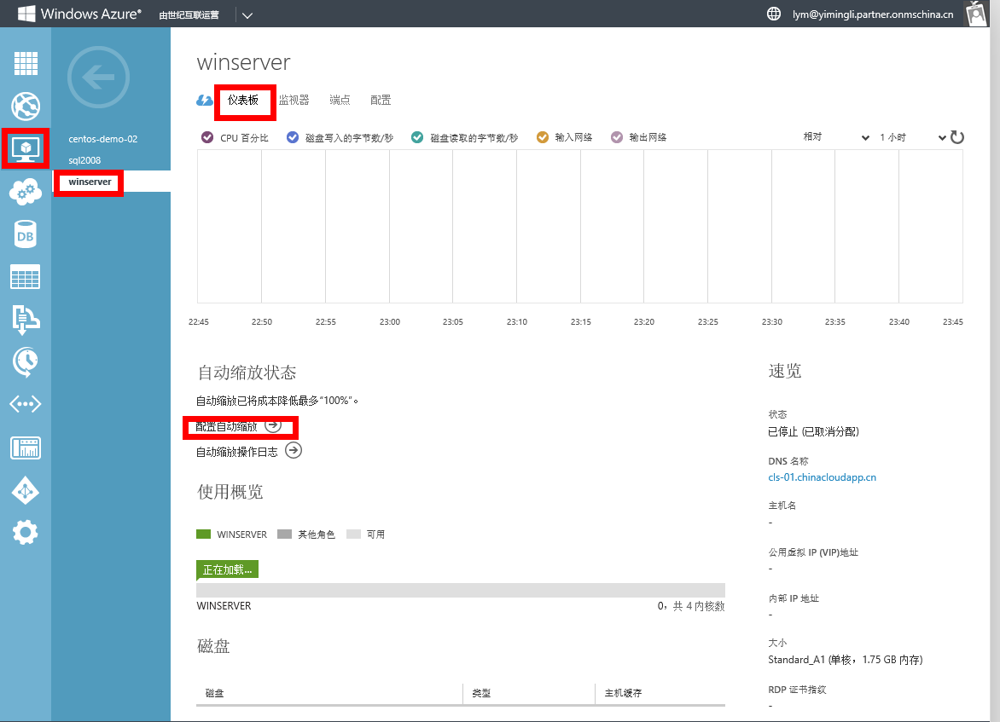 Windows Azure® 由世纪互联运营 lym@yimingli.partner.onmschina.cn
centos-demo-02
sql2008
winserver
winserver
仪表板 监视器 端点 配置
CPU 百分比 磁盘写入的字节数/秒 磁盘读取的字节数/秒 输入网络 输出网络 相对 1 小时
22:45 22:50 22:55 23:00 23:05 23:10 23:15 23:20 23:25 23:30 23:35 23:40 23:45
自动缩放状态
自动缩放已将成本降低最多“100%”。
配置自动缩放
自动缩放操作日志
使用概览
WINSERVER 其他角色 可用
正在加载...
WINSERVER 0，共 4 内核数
磁盘
磁盘 类型 主机缓存
速览
状态
已停止 (已取消分配)
DNS 名称
cls-01.chinacloudapp.cn
主机名
-
公用虚拟 IP (VIP)地址
-
内部 IP 地址
-
大小
Standard_A1 (单核，1.75 GB 内存)
RDP 证书指纹
-
DB